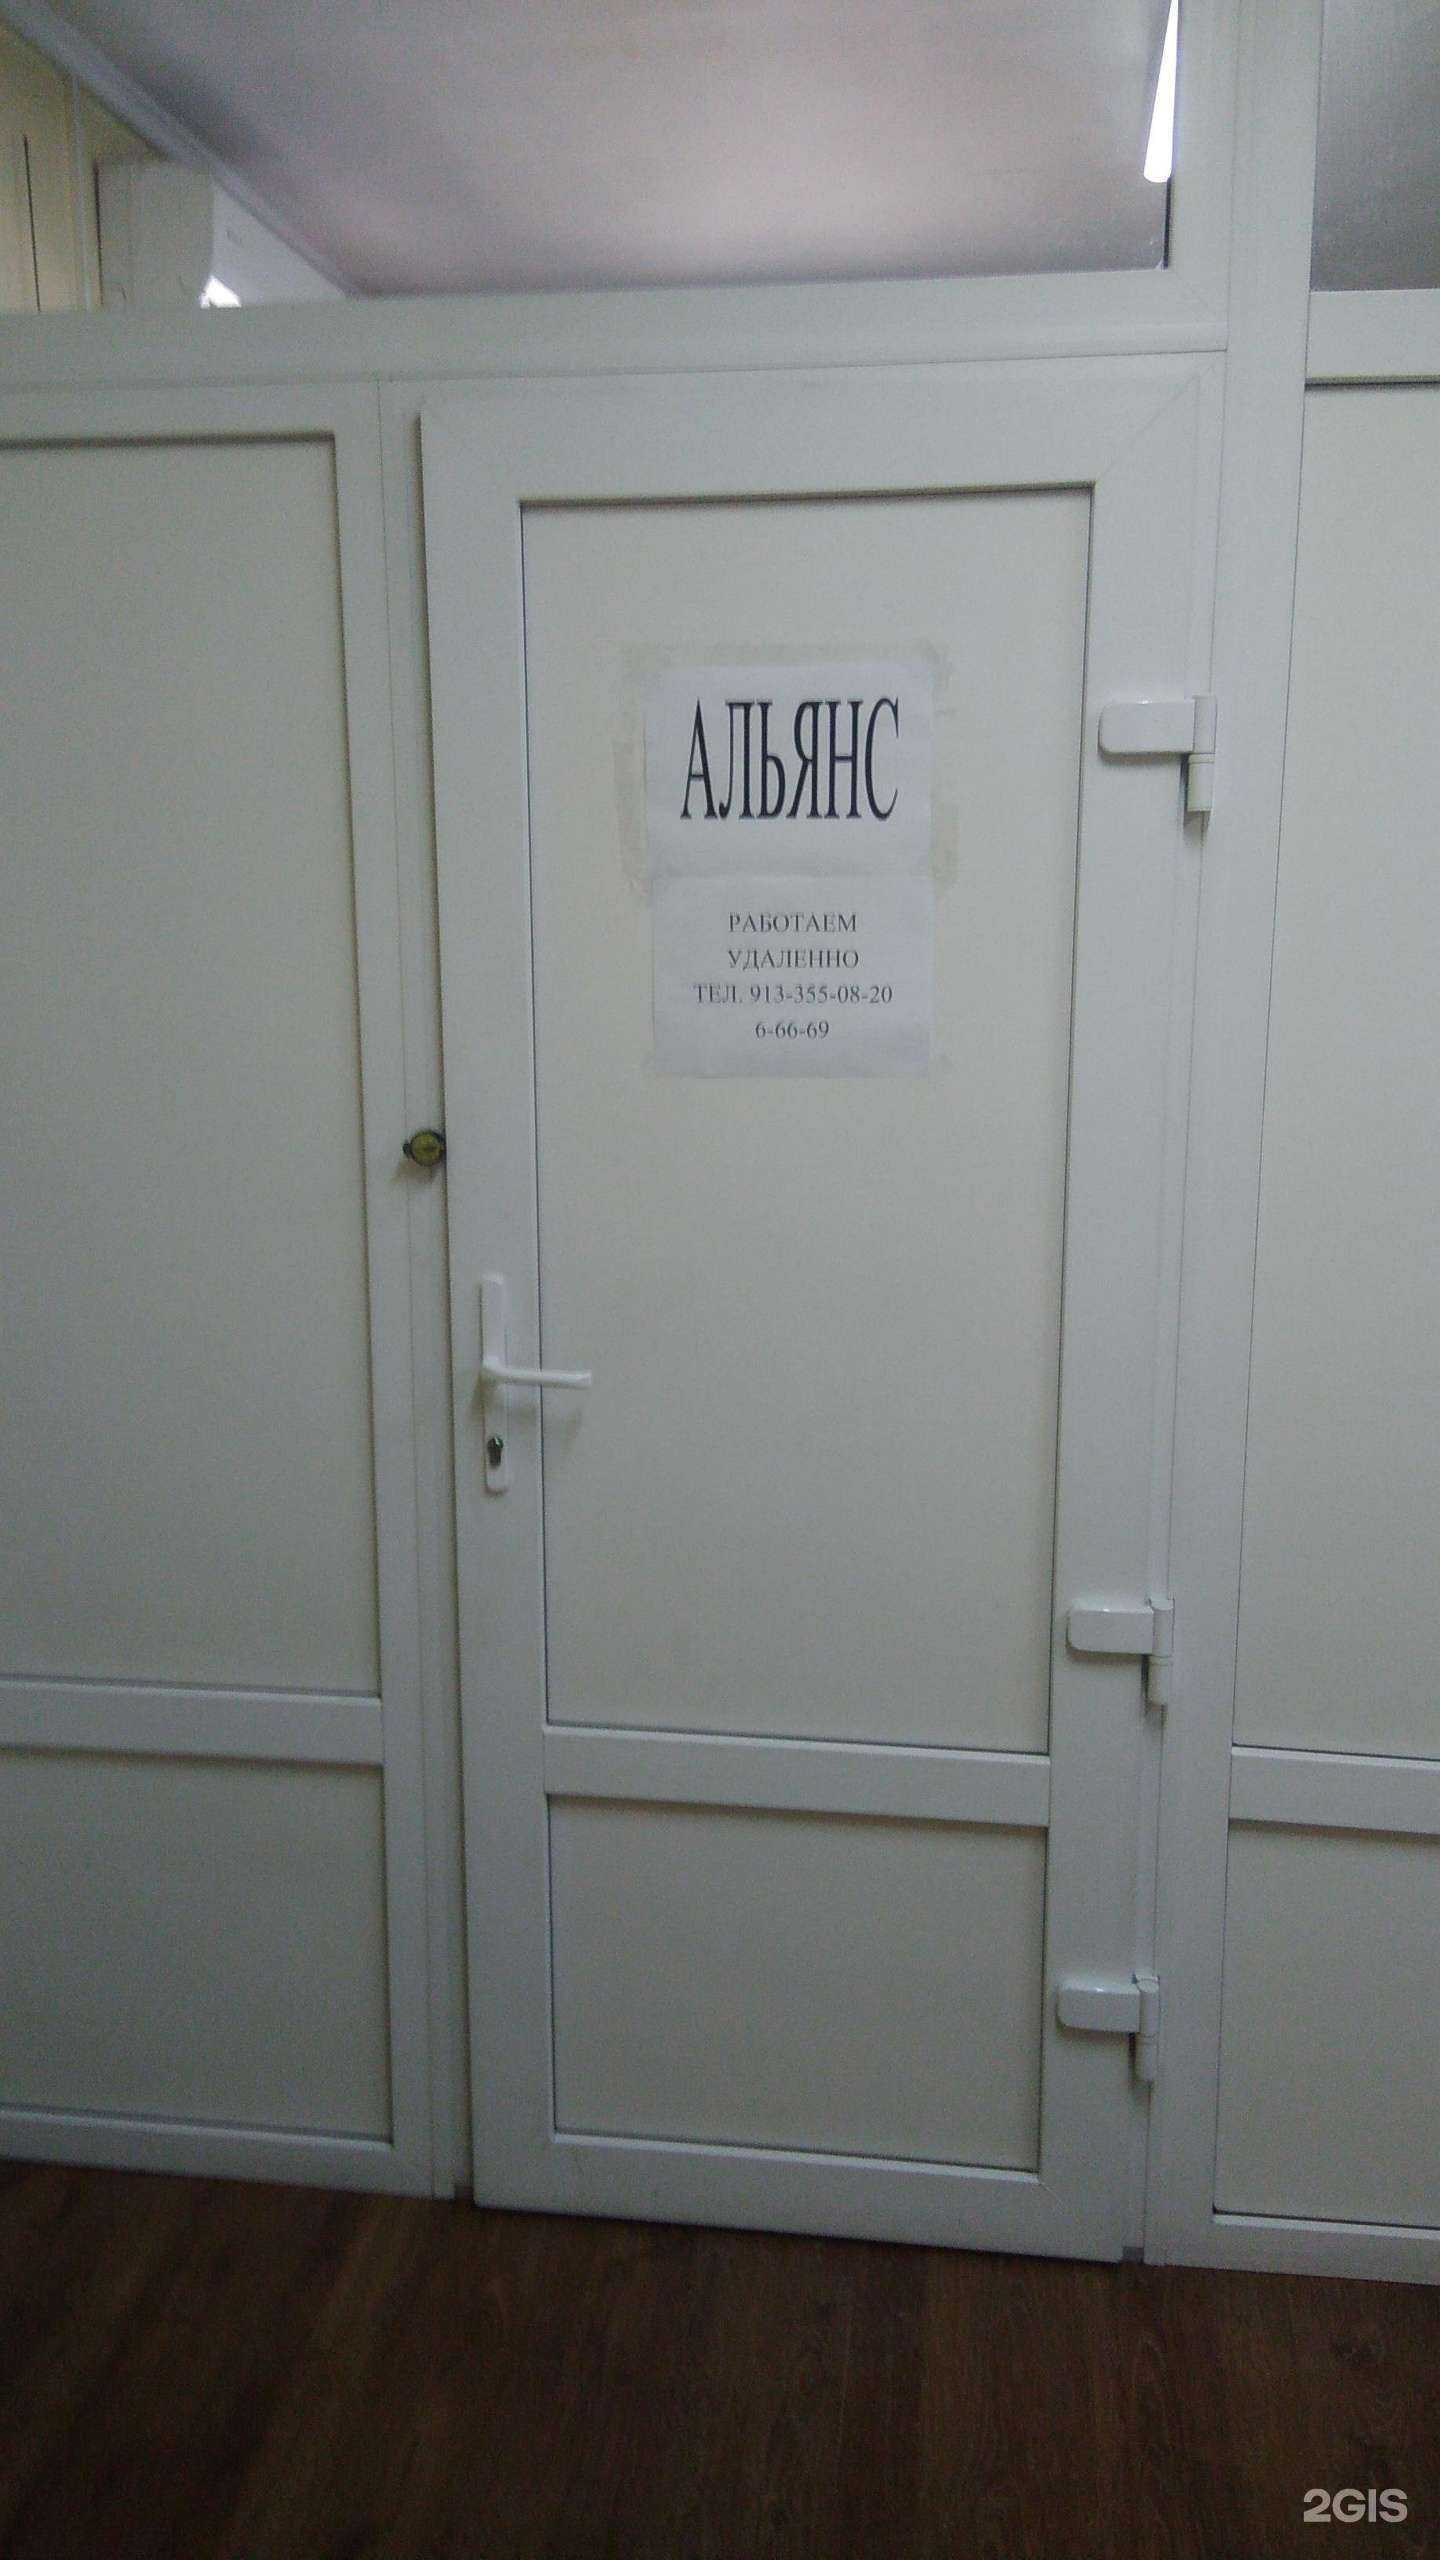 АЛЬЯНС
РАБОТАЕМ
УДАЛЕННО
ТЕЛ. 913-355-08-20
6-66-69
2GIS